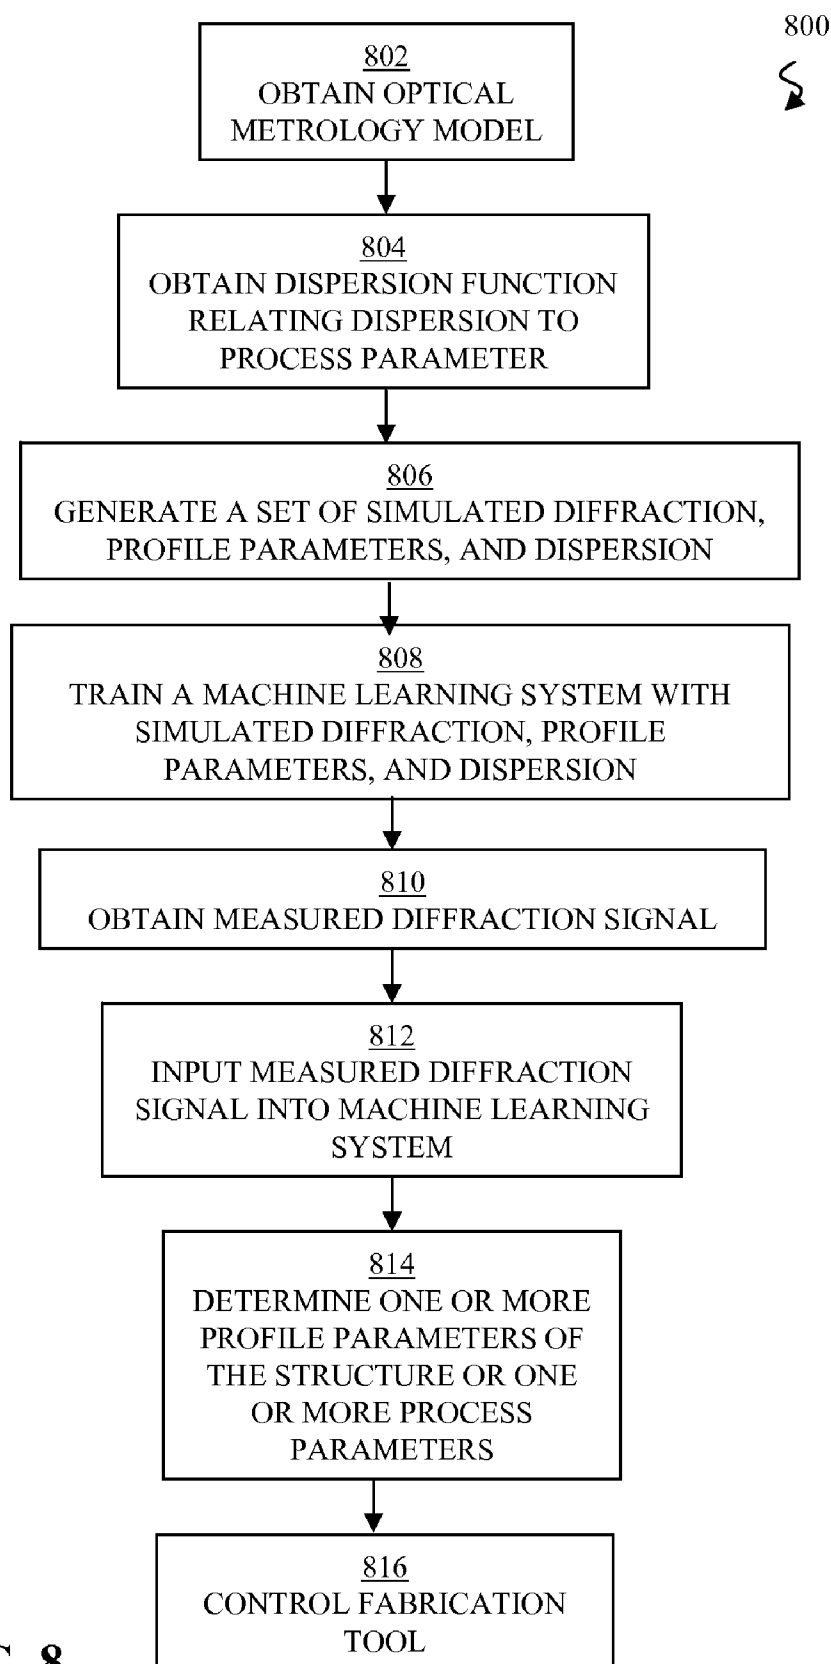 800
802
OBTAIN OPTICAL
METROLOGY MODEL
804
OBTAIN DISPERSION FUNCTION
RELATING DISPERSION TO
PROCESS PARAMETER
806
GENERATE A SET OF SIMULATED DIFFRACTION,
PROFILE PARAMETERS, AND DISPERSION
808
TRAIN A MACHINE LEARNING SYSTEM WITH
SIMULATED DIFFRACTION, PROFILE
PARAMETERS, AND DISPERSION
810
OBTAIN MEASURED DIFFRACTION SIGNAL
812
INPUT MEASURED DIFFRACTION
SIGNAL INTO MACHINE LEARNING
SYSTEM
814
DETERMINE ONE OR MORE
PROFILE PARAMETERS OF
THE STRUCTURE OR ONE
OR MORE PROCESS
PARAMETERS
816
CONTROL FABRICATION
TOOL
8